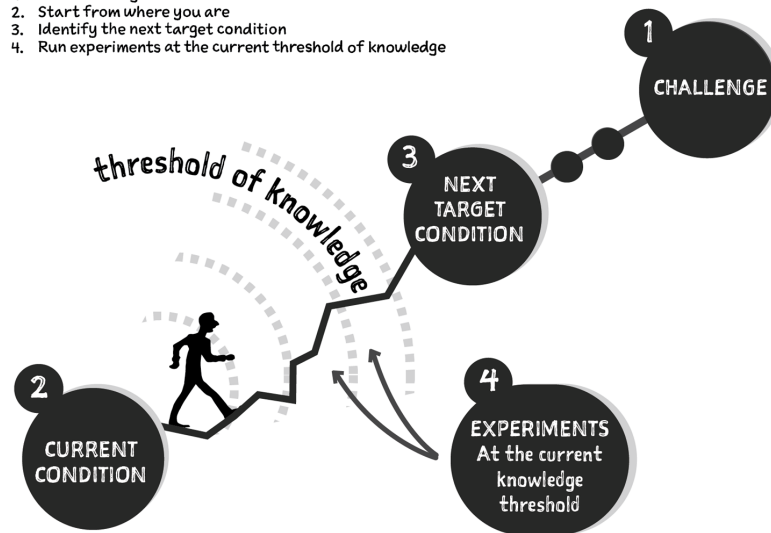 2. Start from where you are
3. Identify the next target condition
4. Run experiments at the current threshold of knowledge
1
CHALLENGE
threshold of knowledge
3
NEXT
TARGET
CONDITION
2
CURRENT
CONDITION
4
EXPERIMENTS
At the current
knowledge
threshold